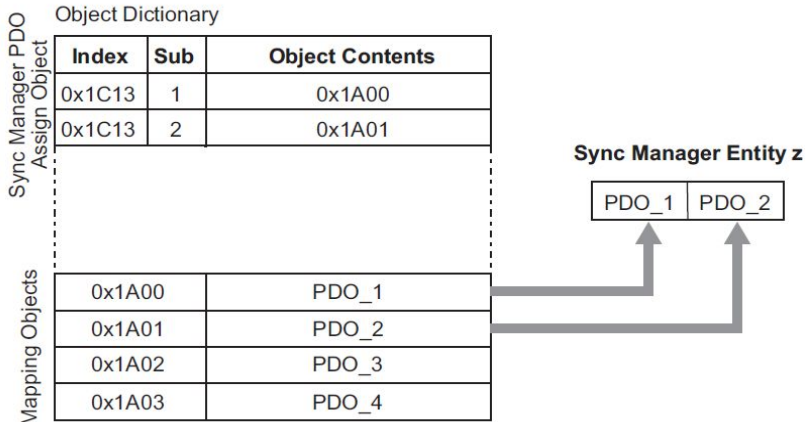 Object Dictionary
Sync Manager PDO
Assign Object
Index Sub Object Contents
0x1C13 1 0x1A00
0x1C13 2 0x1A01
Sync Manager Entity z
PDO_1 PDO_2
Mapping Objects
0x1A00 PDO_1
0x1A01 PDO_2
0x1A02 PDO_3
0x1A03 PDO_4